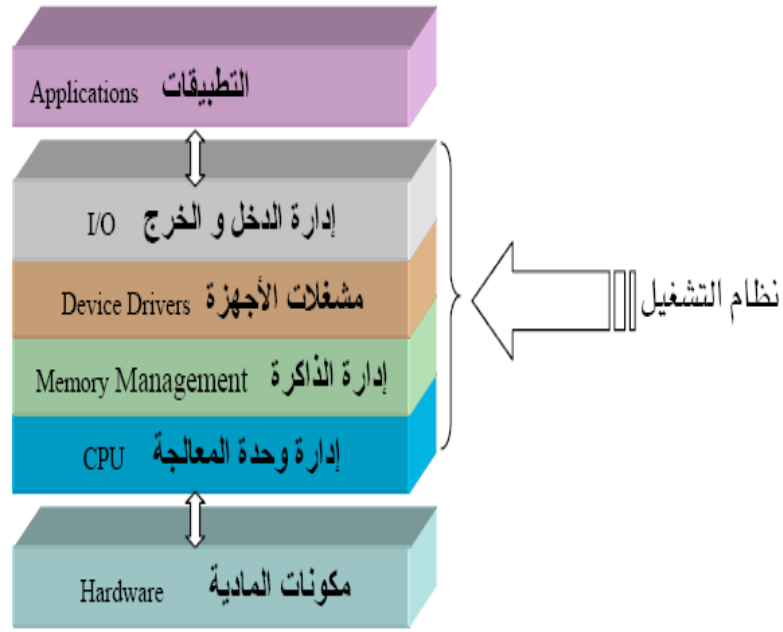 التطبيقات Applications
إدارة الدخل و الخرج I/O
مشغلات الأجهزة Device Drivers
إدارة الذاكرة Memory Management
إدارة وحدة المعالجة CPU
مكونات المادية Hardware
نظام التشغيل